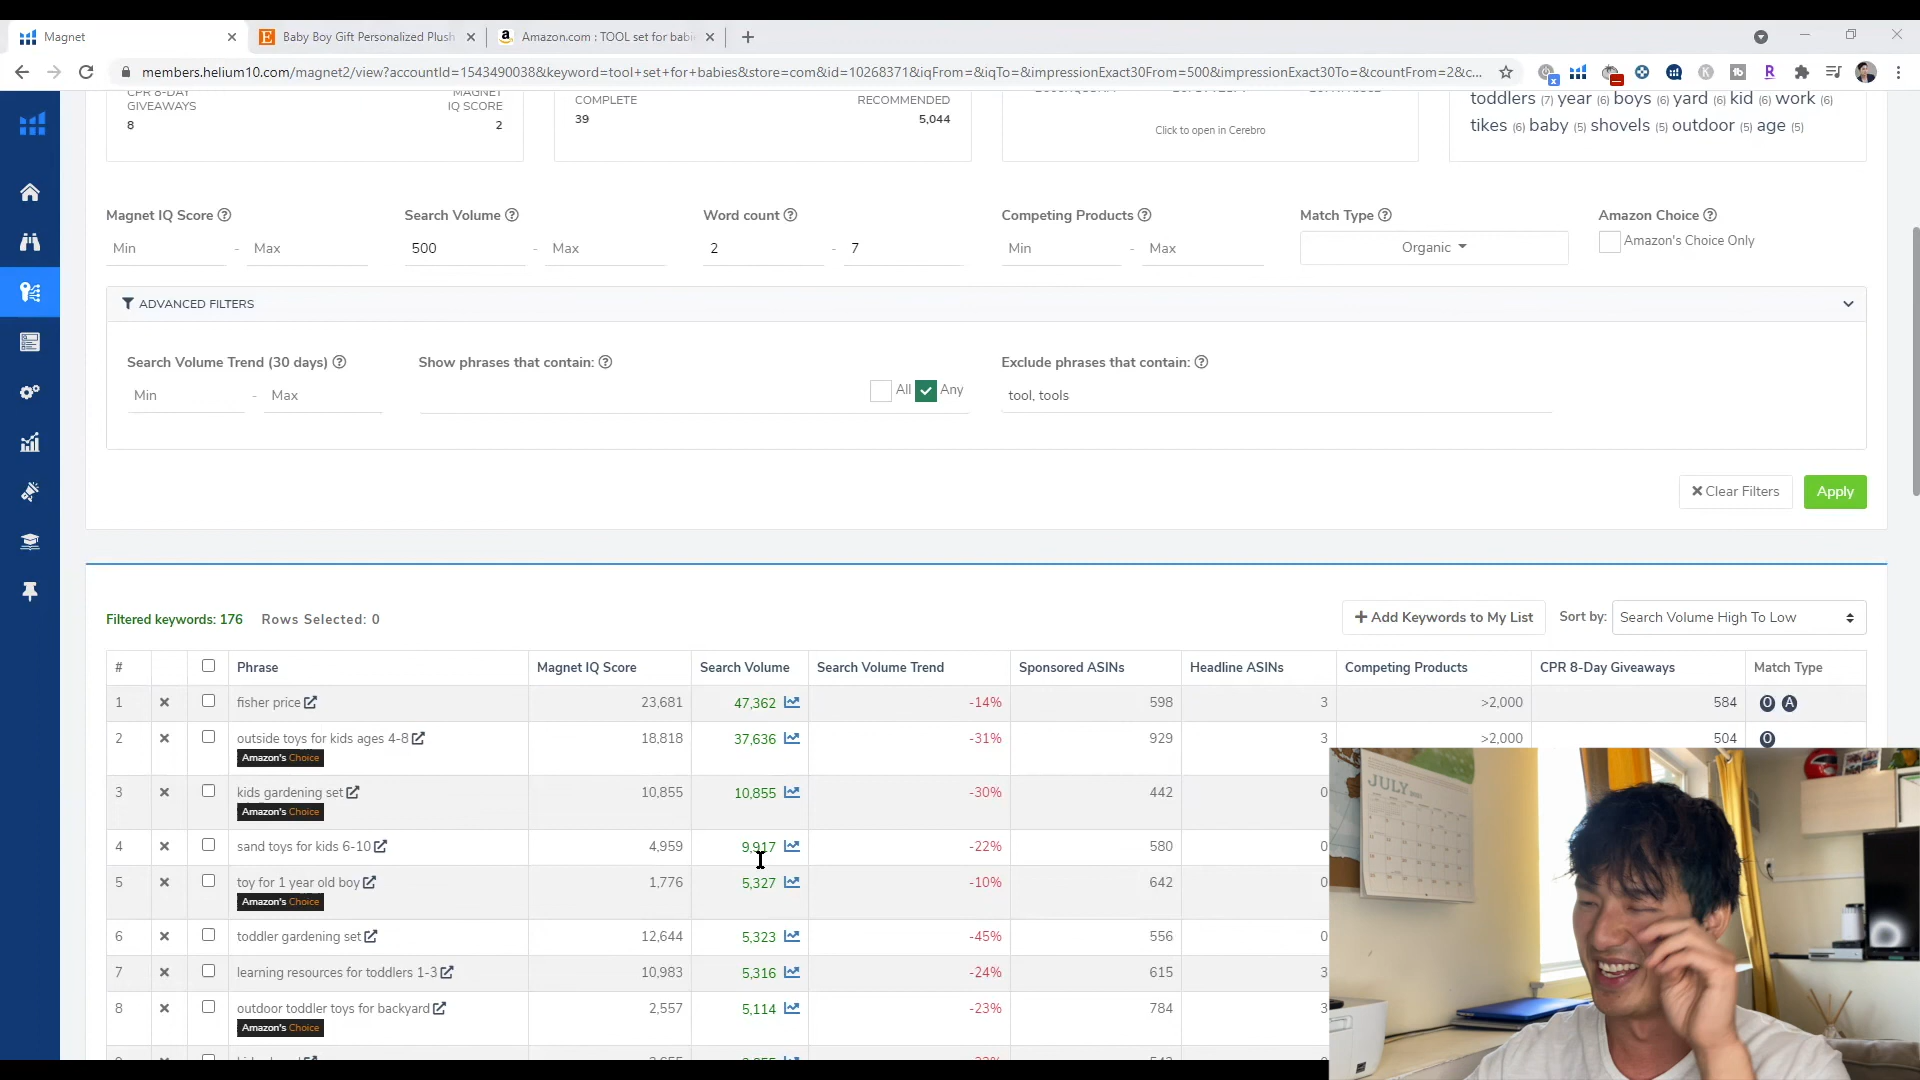 Magnet
Baby Boy Gift Personalized Plush
Amazon.com : TOOL set for babi
members.helium10.com/magnet2/view?accountId=1543490038&keyword=tool+set+for+babies&store=com&id=10268371&iqFrom=&iqTo=&impressionExact30From=500&impressionExact30To=&countFrom=2&c...
CPR 8-DAY
GIVEAWAYS
8
MAGNET
IQ SCORE
2
COMPLETE
39
RECOMMENDED
5,044
Click to open in Cerebro
toddlers (7) year (6) boys (6) yard (6) kid (6) work (6)
tikes (6) baby (5) shovels (5) outdoor (5) age (5)
Magnet IQ Score
Min - Max
Search Volume
500 - Max
Word count
2 - 7
Competing Products
Min - Max
Match Type
Organic
Amazon Choice
Amazon's Choice Only
ADVANCED FILTERS
Search Volume Trend (30 days)
Min - Max
Show phrases that contain:
All Any
Exclude phrases that contain:
tool, tools
Clear Filters
Apply
Filtered keywords: 176 Rows Selected: 0
+ Add Keywords to My List
Sort by: Search Volume High To Low
# Phrase Magnet IQ Score Search Volume Search Volume Trend Sponsored ASINs Headline ASINs Competing Products CPR 8-Day Giveaways Match Type
1 fisher price 23,681 47,362 -14% 598 3 >2,000 584 O A
2 outside toys for kids ages 4-8 18,818 37,636 -31% 929 3 >2,000 504 O
Amazon's Choice
3 kids gardening set 10,855 10,855 -30% 442 0
Amazon's Choice
4 sand toys for kids 6-10 4,959 9,917 -22% 580 0
5 toy for 1 year old boy 1,776 5,327 -10% 642 0
Amazon's Choice
6 toddler gardening set 12,644 5,323 -45% 556 0
7 learning resources for toddlers 1-3 10,983 5,316 -24% 615 3
8 outdoor toddler toys for backyard 2,557 5,114 -23% 784 3
Amazon's Choice
JULY